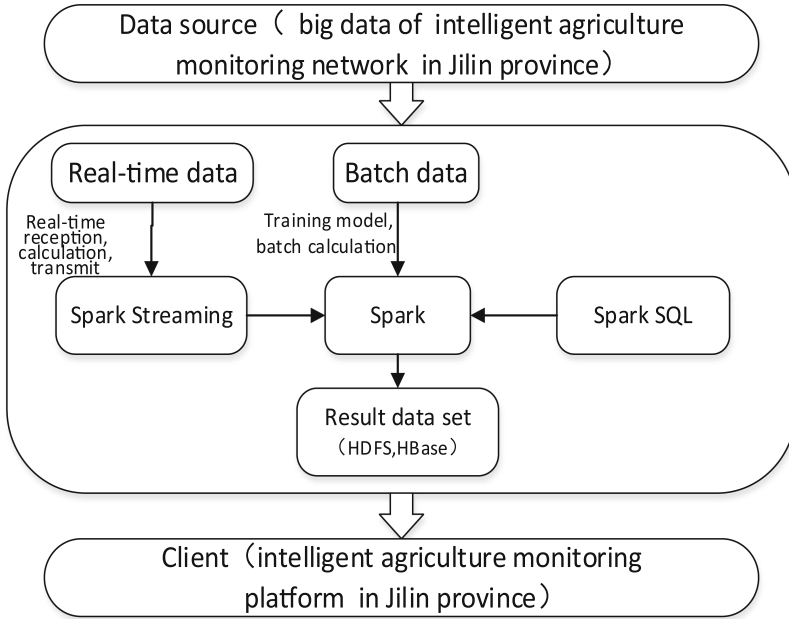 Data source（ big data of intelligent agriculture
monitoring network in Jilin province）
Real-time data
Batch data
Real-time
reception,
calculation,
transmit
Training model,
batch calculation
Spark Streaming
Spark
Spark SQL
Result data set
（HDFS,HBase）
Client（intelligent agriculture monitoring
platform in Jilin province）